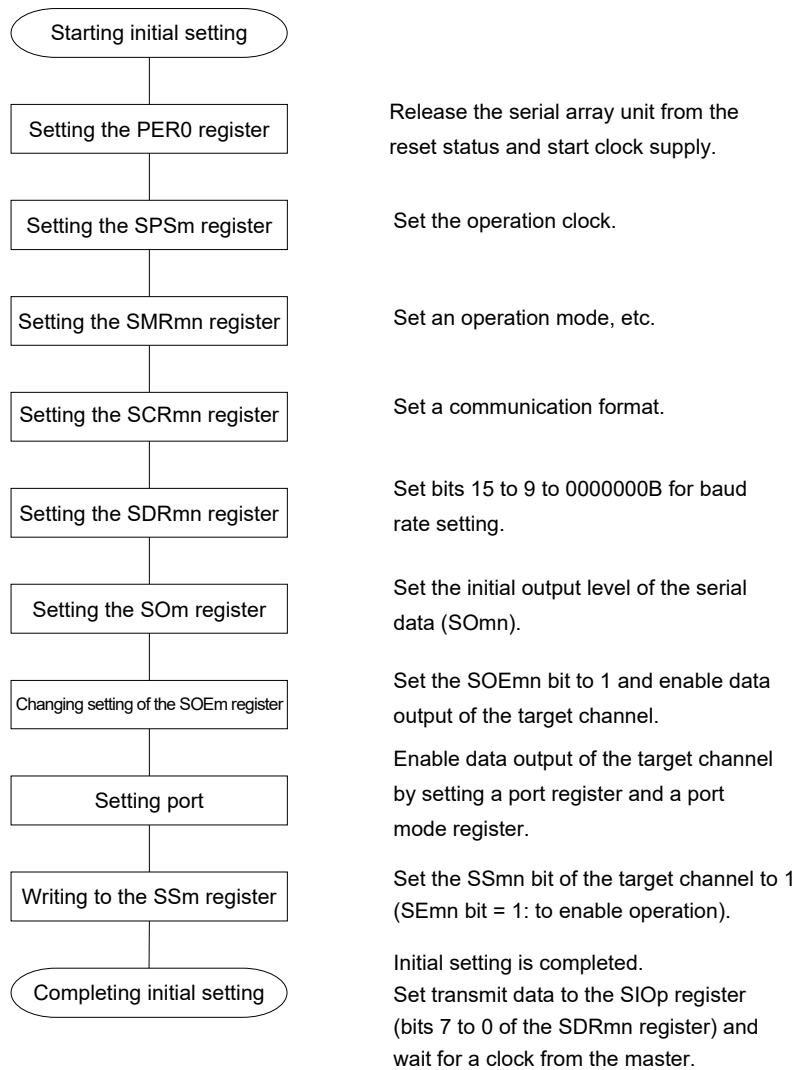 Starting initial setting
Setting the PER0 register
Release the serial array unit from the
reset status and start clock supply.
Setting the SPSm register
Set the operation clock.
Setting the SMRmn register
Set an operation mode, etc.
Setting the SCRmn register
Set a communication format.
Setting the SDRmn register
Set bits 15 to 9 to 0000000B for baud
rate setting.
Setting the SOm register
Set the initial output level of the serial
data (SOmn).
Changing setting of the SOEm register
Set the SOEmn bit to 1 and enable data
output of the target channel.
Setting port
Enable data output of the target channel
by setting a port register and a port
mode register.
Writing to the SSm register
Set the SSmn bit of the target channel to 1
(SEmn bit = 1: to enable operation).
Completing initial setting
Initial setting is completed.
Set transmit data to the SIOp register
(bits 7 to 0 of the SDRmn register) and
wait for a clock from the master.